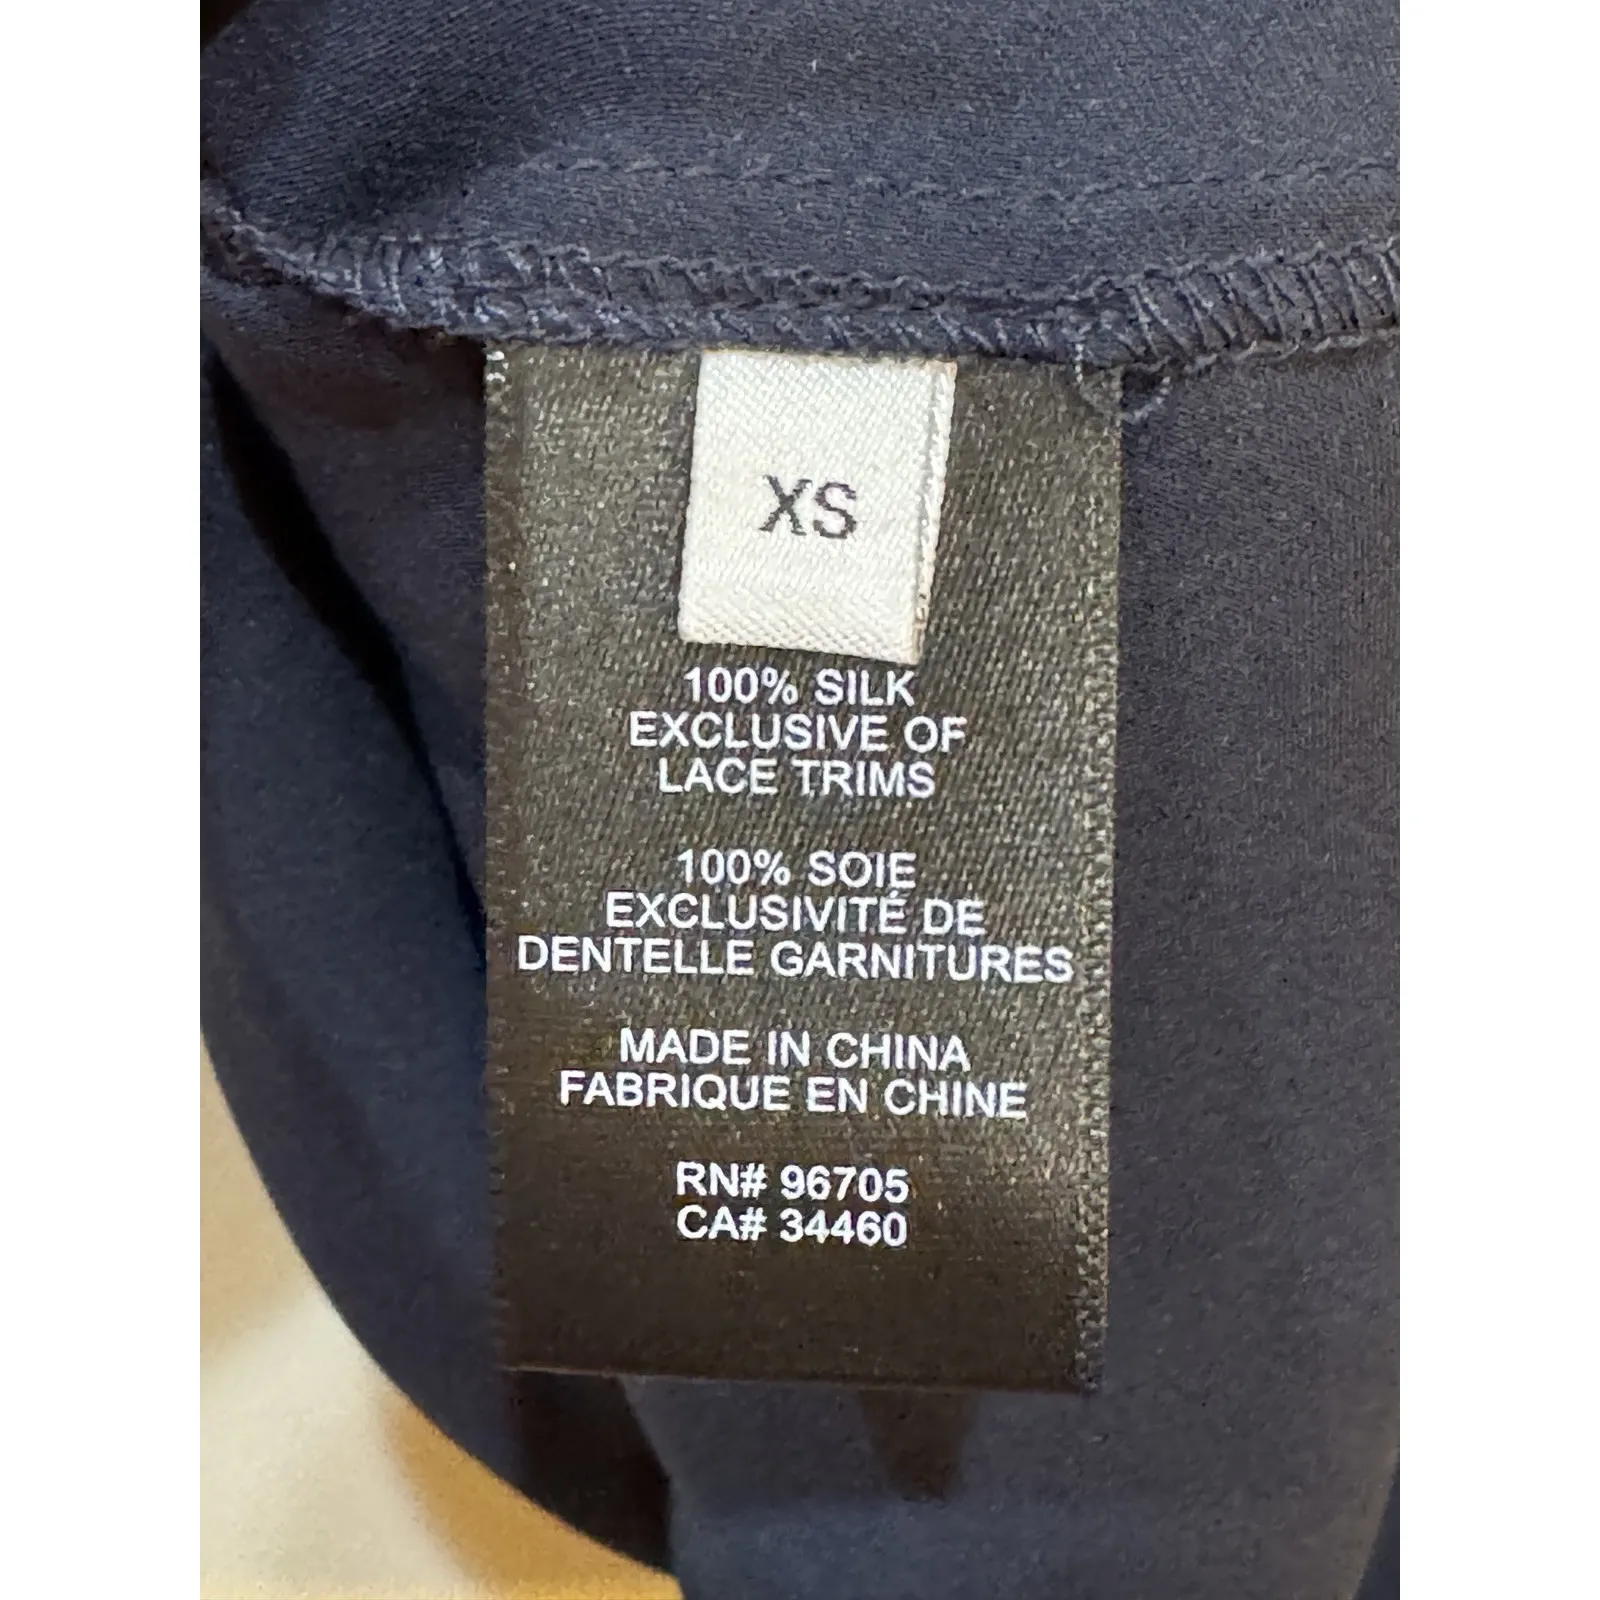 XS
100% SILK
EXCLUSIVE OF
LACE TRIMS
100% SOIE
EXCLUSIVITÉ DE
DENTELLE GARNITURES
MADE IN CHINA
FABRIQUE EN CHINE
RN# 96705
CA# 34460